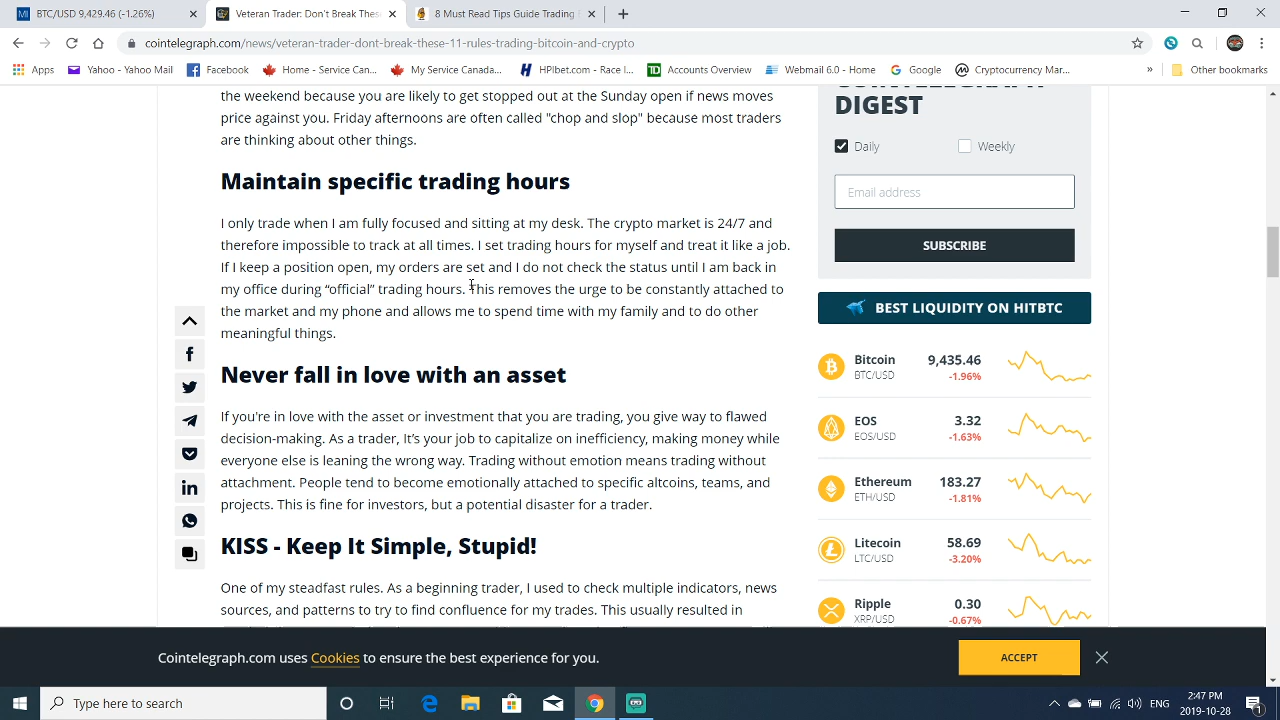 BTC/USD 9,429.46 (-1.26%)
Veteran Trader: Don't Break Thes
8 Must Read Tips Guide Trading
cointelegraph.com/news/veteran-trader-dont-break-these-11-rules-trading-bitcoin-and-crypto
Apps
Yahoo - Yahoo Mail
Facebook
Home - Service Can...
My Service Canada...
HPIbet.com - Race I...
TD
Accounts Overview
Webmail 6.0 - Home
Google
Cryptocurrency Mar...
»
Other bookmarks
the weekend because you are likely to get stopped out at the Sunday open if news moves
price against you. Friday afternoons are often called "chop and slop" because most traders
are thinking about other things.
Maintain specific trading hours
I only trade when I am fully focused and sitting at my desk. The crypto market is 24/7 and
therefore impossible to track at all times. I set trading hours for myself and treat it like a job.
If I keep a position open, my orders are set and I do not check the status until I am back in
my office during “official” trading hours. This removes the urge to be constantly attached to
the market and my phone and allows me to spend time with my family and to do other
meaningful things.
Never fall in love with an asset
If you're in love with the asset or investment that you are trading, you give way to flawed
decision-making. As a trader, It’s your job to capitalize on inefficiency, making money while
everyone else is leaning the wrong way. Trading without emotion means trading without
attachment. People tend to become emotionally attached to specific altcoins, teams, and
projects. This is fine for investors, but a potential disaster for a trader.
KISS - Keep It Simple, Stupid!
One of my steadfast rules. As a beginning trader, I used to check multiple indicators, news
sources, and patterns to try to find confluence for my trades. This usually resulted in
COINTELEGRAPH
DIGEST
Daily
Weekly
Email address
SUBSCRIBE
BEST LIQUIDITY ON HITBTC
Bitcoin 9,435.46
BTC/USD -1.96%
EOS 3.32
EOS/USD -1.63%
Ethereum 183.27
ETH/USD -1.81%
Litecoin 58.69
LTC/USD -3.20%
Ripple 0.30
XRP/USD -0.67%
Cointelegraph.com uses Cookies to ensure the best experience for you.
ACCEPT
Type here to search
ENG
2:47 PM
2019-10-28